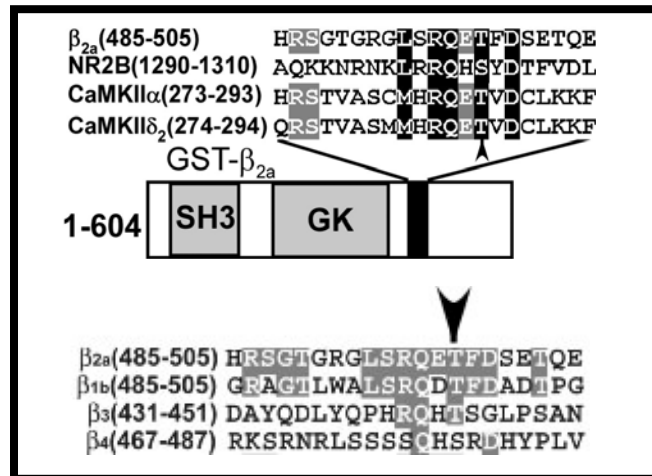 β2a(485-505) HRSGTGRGLSRQETFDSETQE
NR2B(1290-1310) AQKKNRNKLRRQHSYDTFVDL
CaMKIIα(273-293) HRSTVASCMHRQETVDCLKKF
CaMKIIδ2(274-294) QRSTVASMMHRQETVDCLKKF
GST-β2a
1-604 SH3 GK
β2a(485-505) HRSGTGRGLSRQETFDSETQE
β1b(485-505) GRAGTLWALSRQDTFDADTPG
β3(431-451) DAYQDLYQPHRQHTSGLPSAN
β4(467-487) RKSRNRLSSSSQHSRDHYPLV